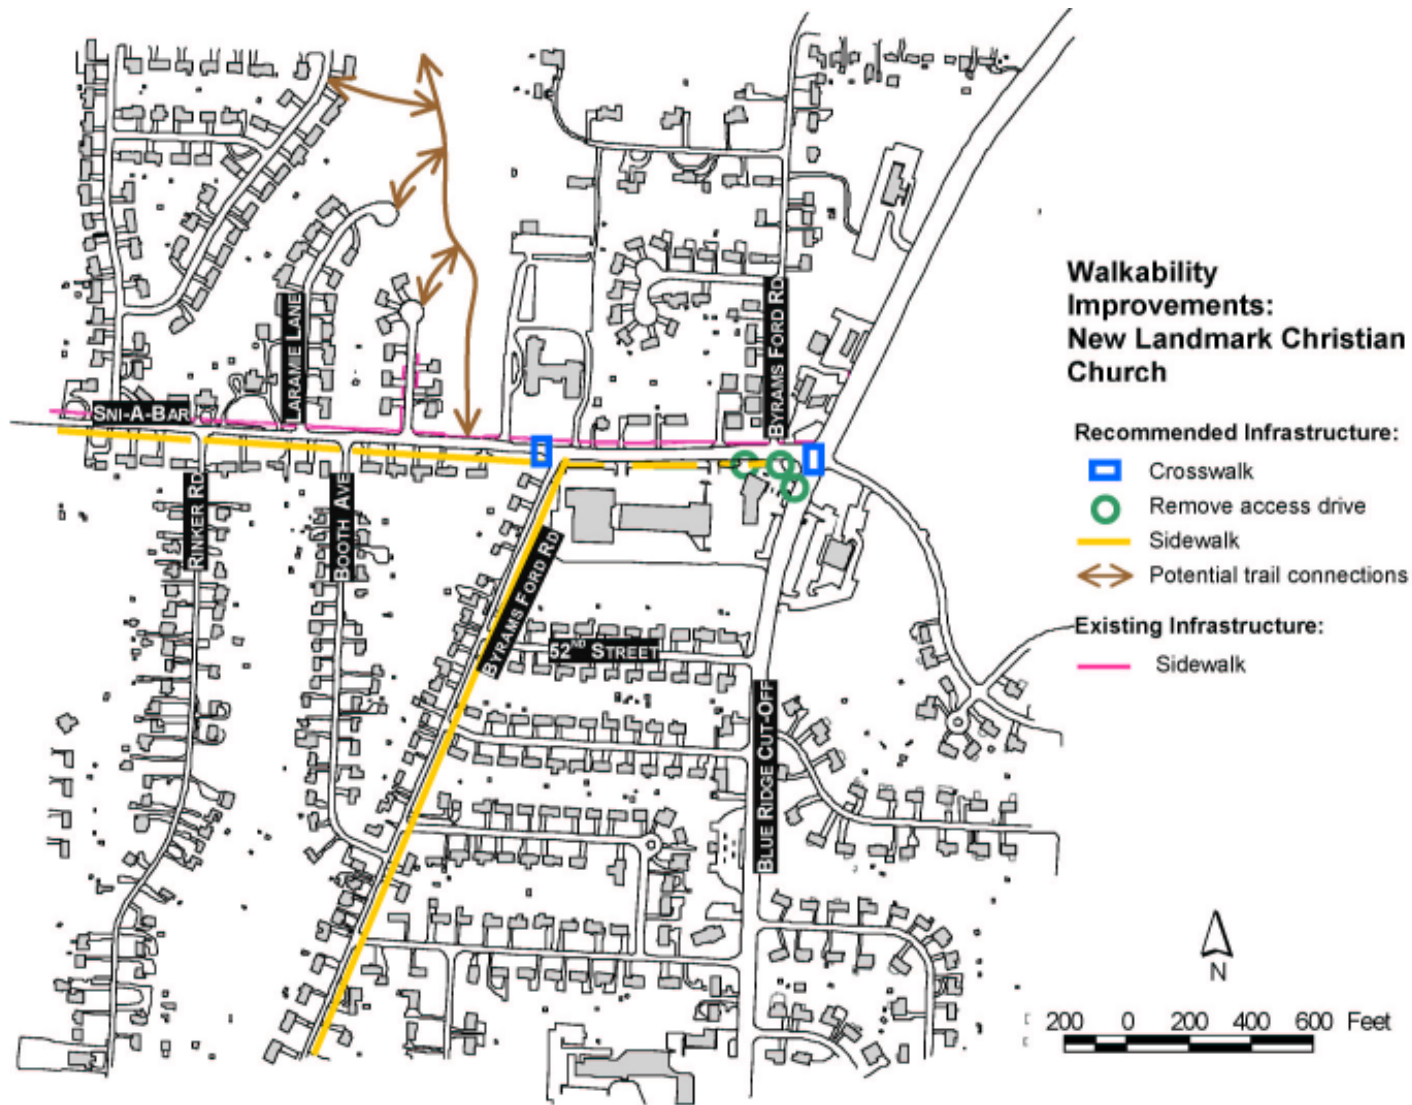 Walkability
Improvements:
New Landmark Christian
Church
Recommended Infrastructure:
Crosswalk
Remove access drive
Sidewalk
Potential trail connections
Existing Infrastructure:
Sidewalk
SNI-A-BAR
LARAMIE LANE
BYRAMS FORD RD
RINKER RD
BOOTH AVE
BYRAMS FORD RD
52ND STREET
BLUE RIDGE CUT-OFF
N
200 0 200 400 600 Feet